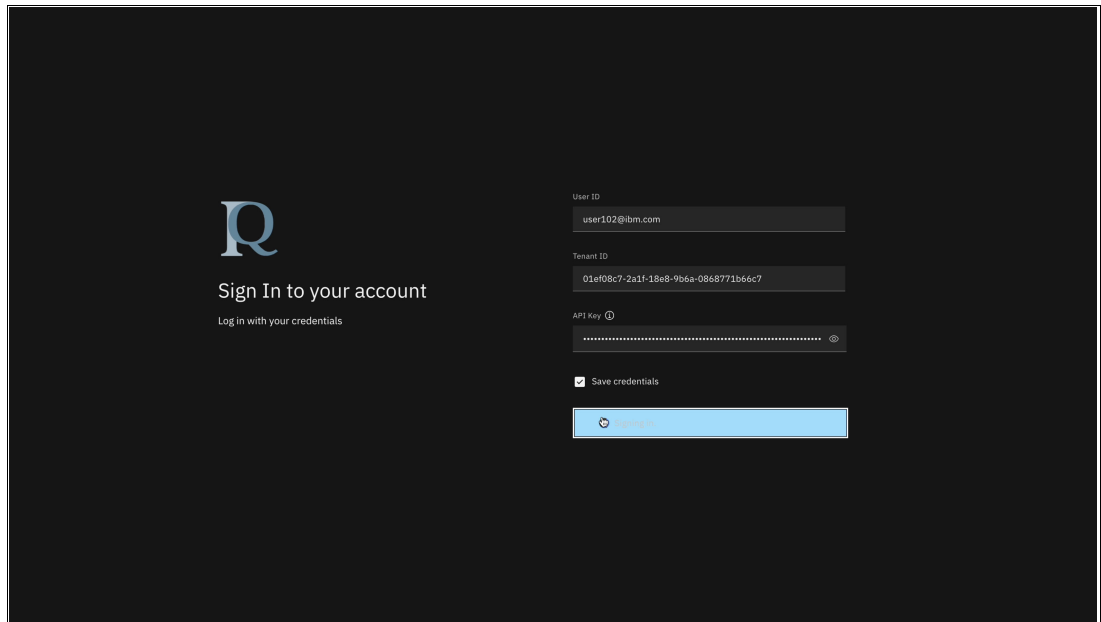 Sign In to your account
Log in with your credentials
User ID
user102@ibm.com
Tenant ID
01ef08c7-2a1f-18e8-9b6a-0868771b66c7
API Key
Save credentials